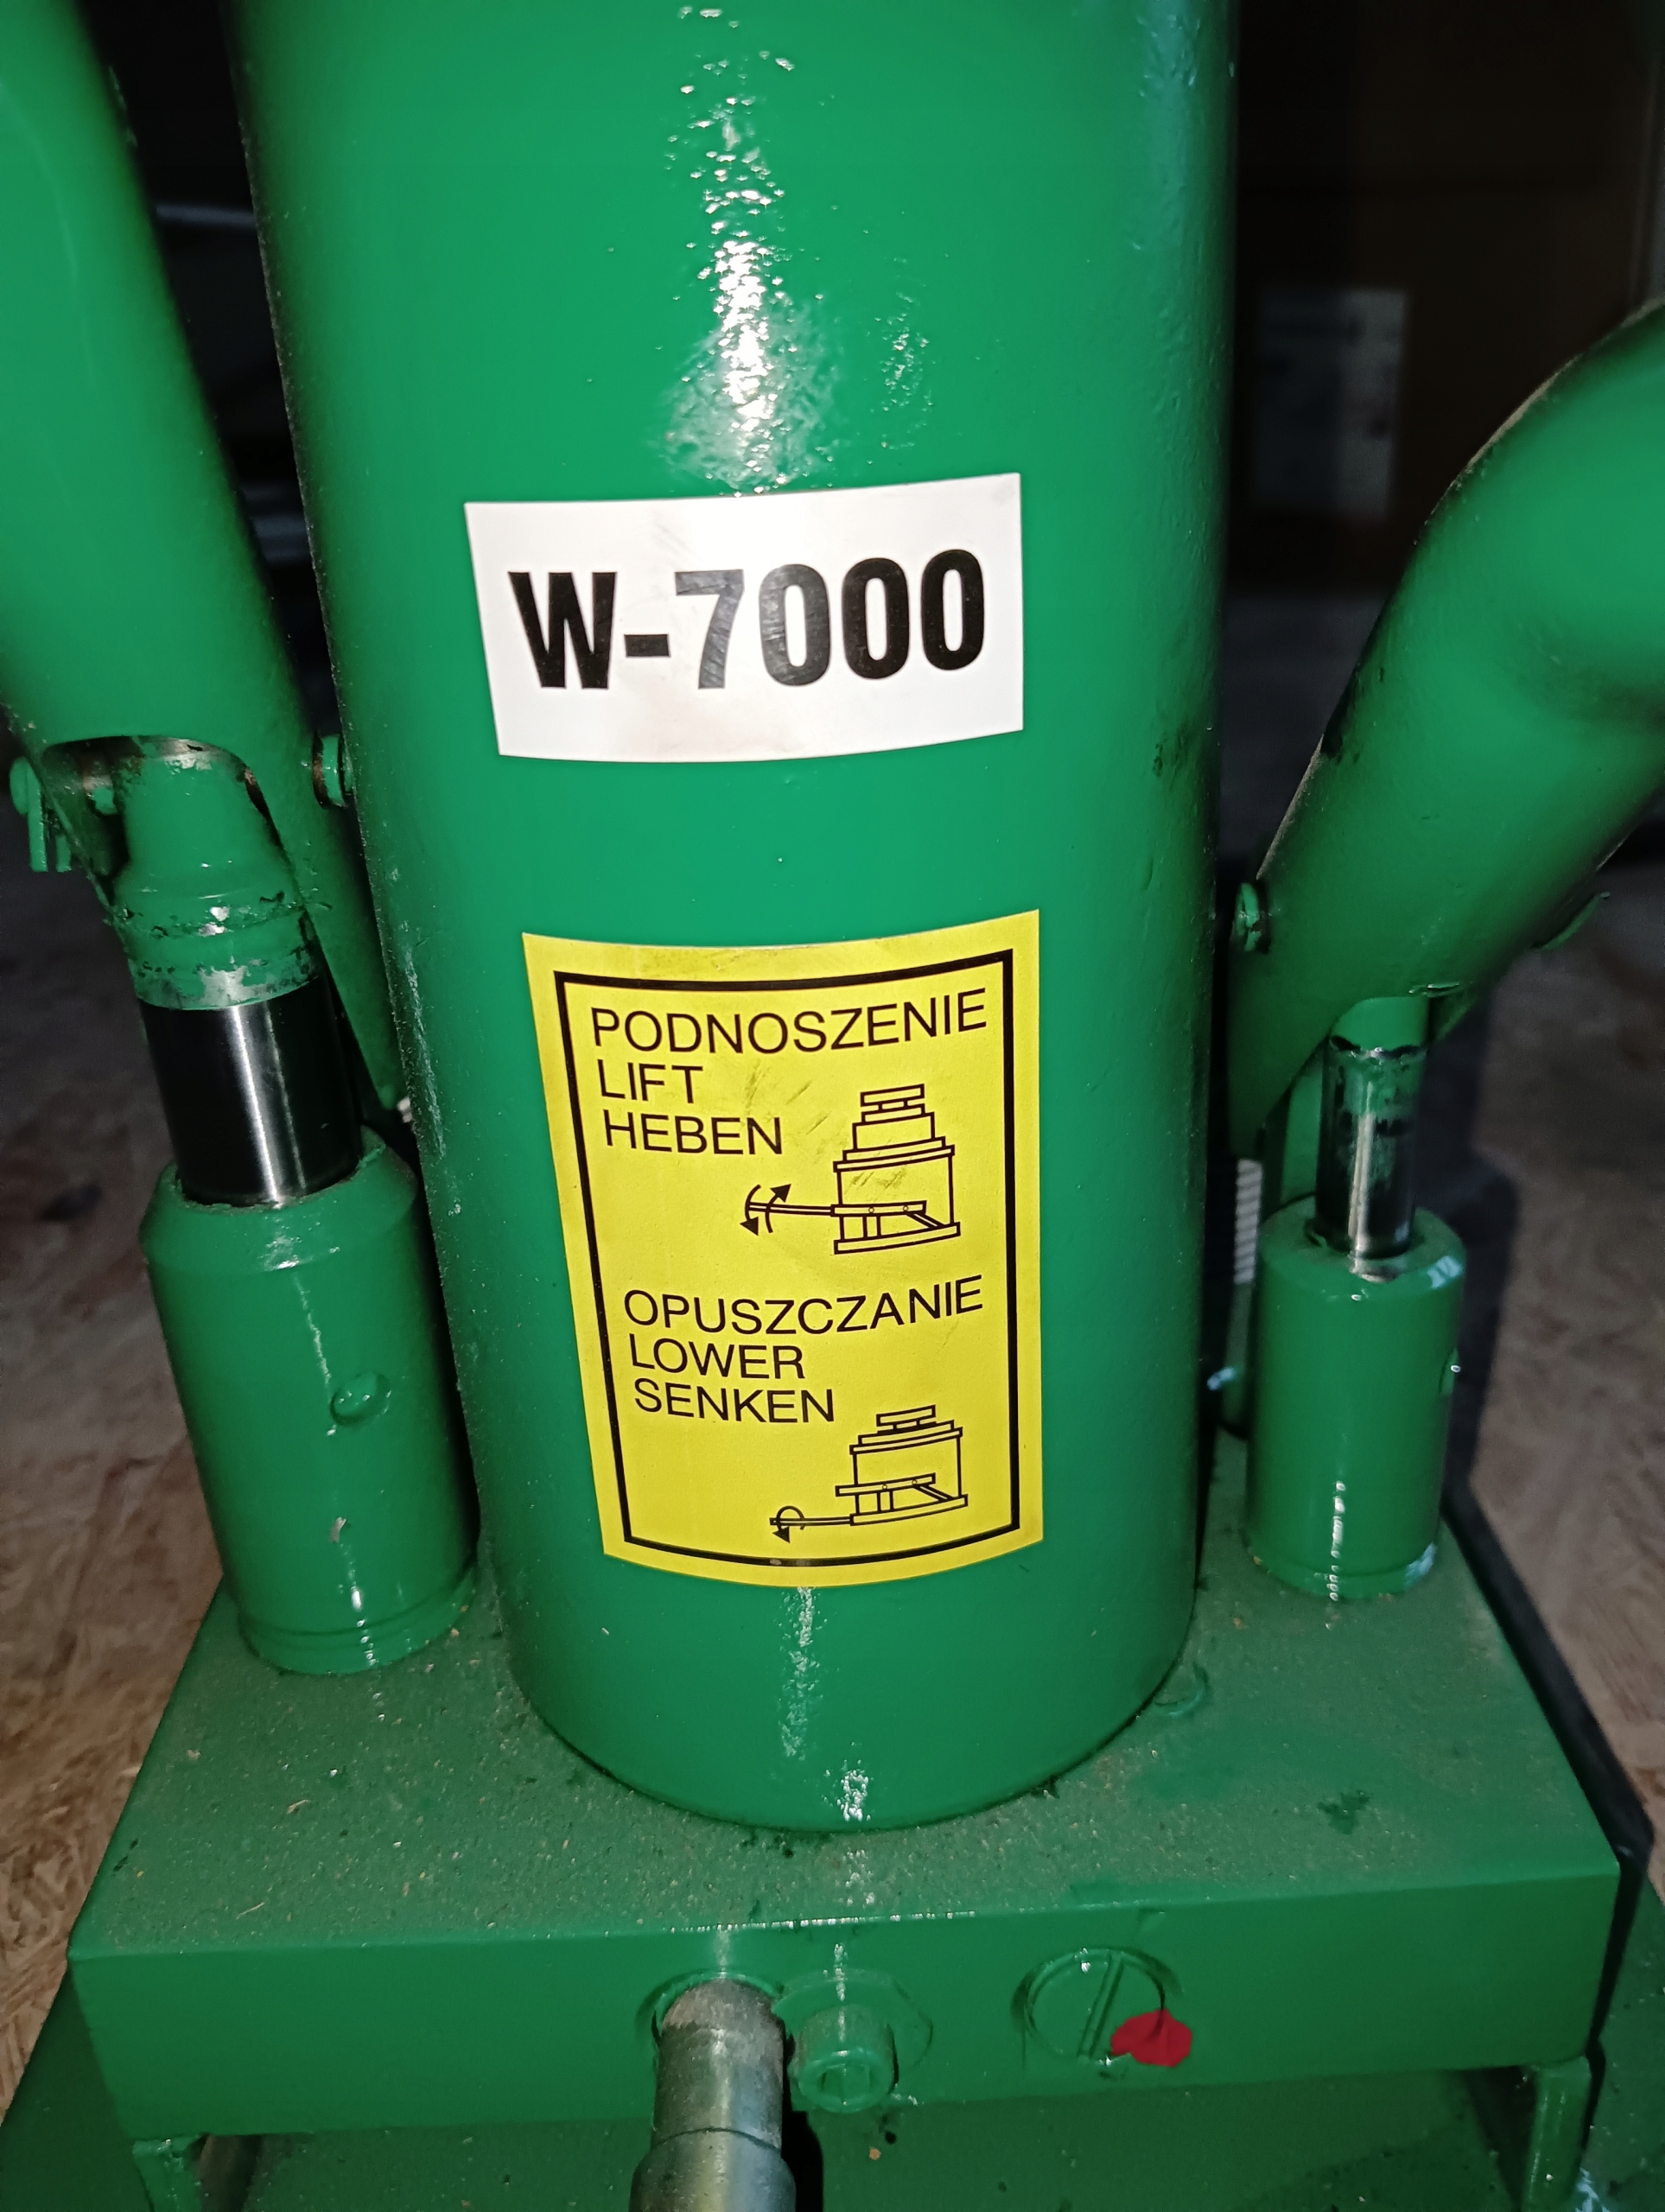 W-7000
PODNOSZENIE
LIFT
HEBEN
OPUSZCZANIE
LOWER
SENKEN